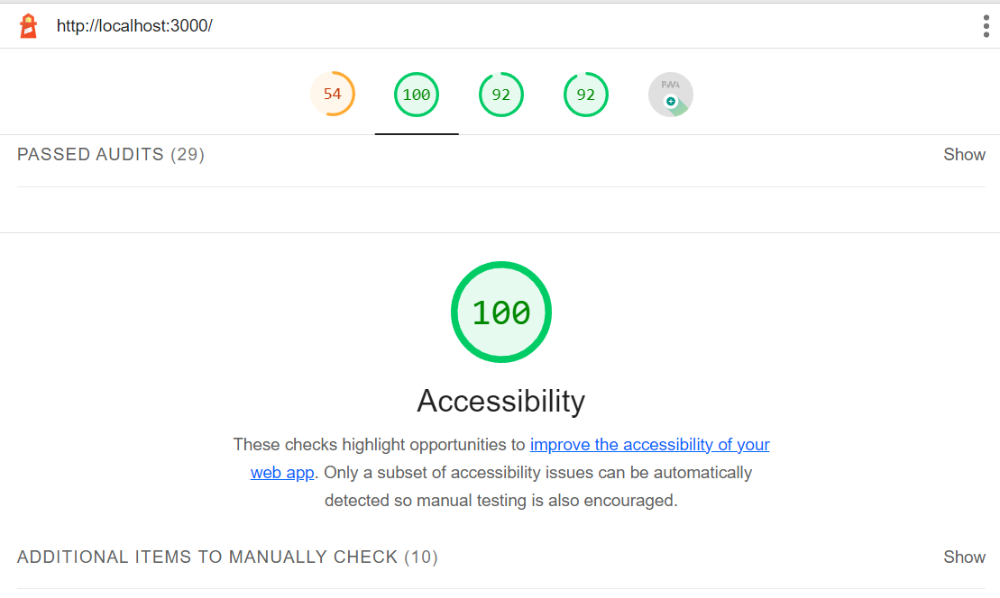 http://localhost:3000/
54
100
92
92
PWA
PASSED AUDITS (29)
Show
100
Accessibility
These checks highlight opportunities to improve the accessibility of your
web app. Only a subset of accessibility issues can be automatically
detected so manual testing is also encouraged.
ADDITIONAL ITEMS TO MANUALLY CHECK (10)
Show